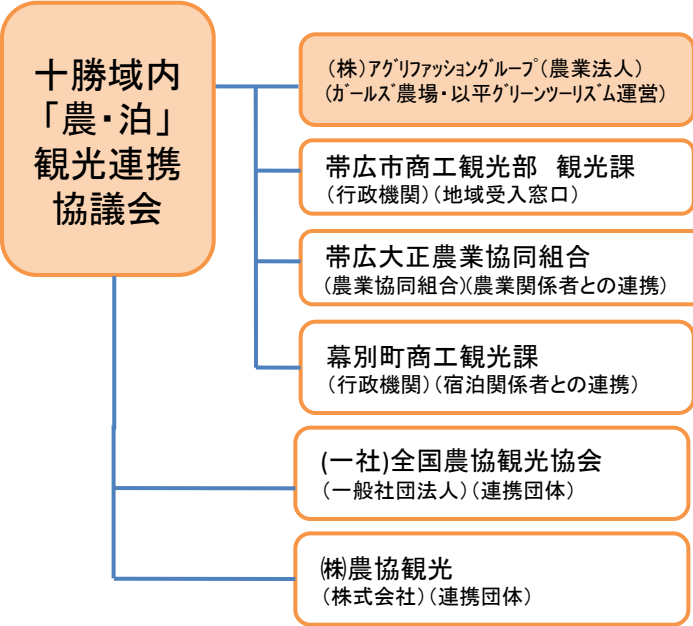 十勝域内
「農・泊」
観光連携
協議会
（株）ｱｸﾞﾘﾌｧｯｼｮﾝｸﾞﾙｰﾌﾟ（農業法人）
（ｶﾞｰﾙｽﾞ農場・以平ｸﾞﾘｰﾝﾂｰﾘｽﾞﾑ運営）
帯広市商工観光部　観光課
（行政機関）（地域受入窓口）
帯広大正農業協同組合
（農業協同組合）（農業関係者との連携）
幕別町商工観光課
（行政機関）（宿泊関係者との連携）
(一社)全国農協観光協会
（一般社団法人）（連携団体）
㈱農協観光
（株式会社）（連携団体）